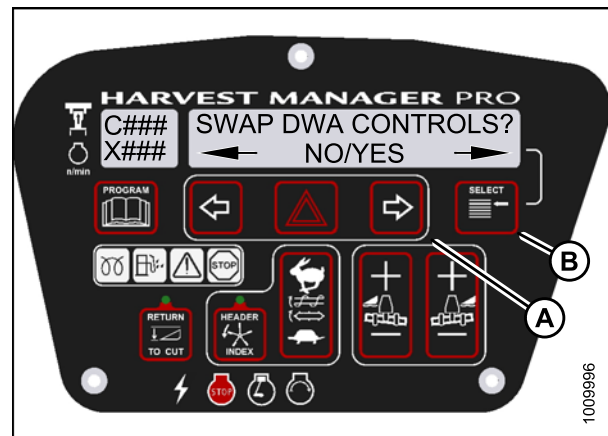 HARVEST MANAGER PRO
C###
X###
n/min
SWAP DWA CONTROLS?
NO/YES
PROGRAM
SELECT
B
A
STOP
RETURN
TO CUT
HEADER
INDEX
STOP
1009996